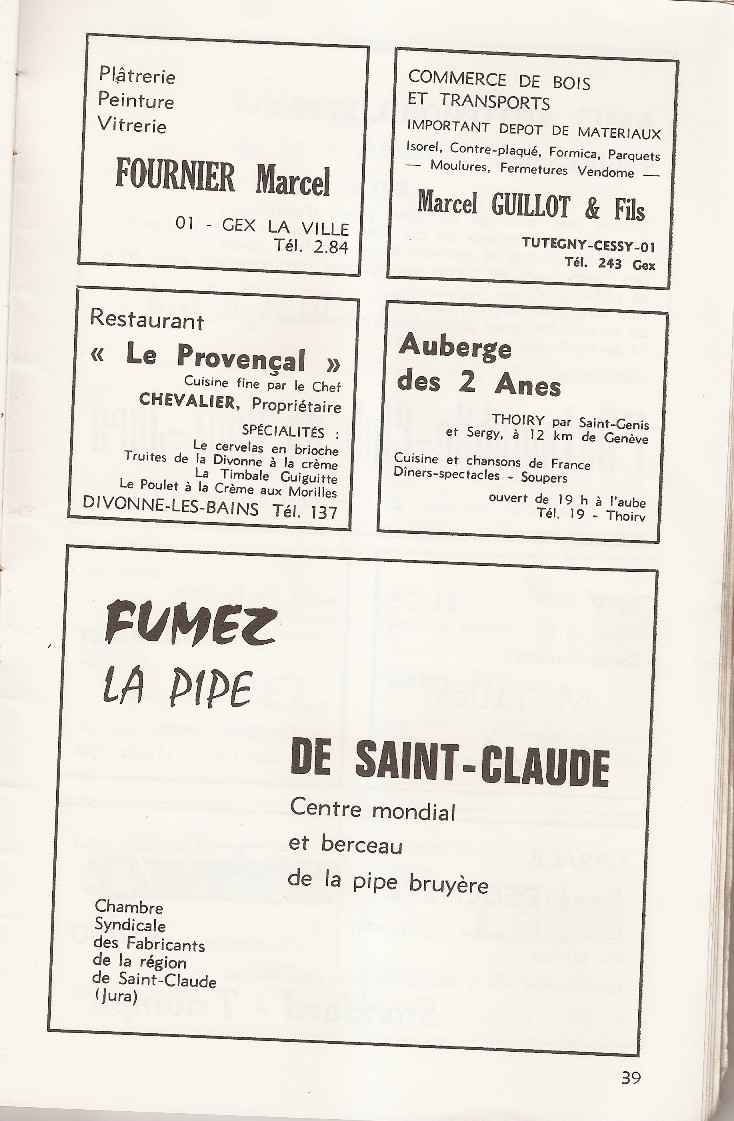 Plâtrerie
Peinture
Vitrerie
FOURNIER Marcel
01 - GEX LA VILLE
Tél. 2.84
COMMERCE DE BOIS
ET TRANSPORTS
IMPORTANT DEPOT DE MATERIAUX
Isorel, Contre-plaqué, Formica, Parquets
— Moulures, Fermetures Vendome —
Marcel GUILLOT & Fils
TUTEGNY-CESSY-01
Tél. 243 Gex
Restaurant
« Le Provençal »
Cuisine fine par le Chef
CHEVALIER, Propriétaire
SPÉCIALITÉS :
Le cervelas en brioche
Truites de la Divonne à la crème
La Timbale Guiguitte
Le Poulet à la Crème aux Morilles
DIVONNE-LES-BAINS Tél. 137
Auberge
des 2 Anes
THOIRY par Saint-Genis
et Sergy, à 12 km de Genève
Cuisine et chansons de France
Diners-spectacles - Soupers
ouvert de 19 h à l'aube
Tél. 19 - Thoiry
FUMEZ
LA PIPE
DE SAINT-CLAUDE
Centre mondial
et berceau
de la pipe bruyère
Chambre
Syndicale
des Fabricants
de la région
de Saint-Claude
(Jura)
39